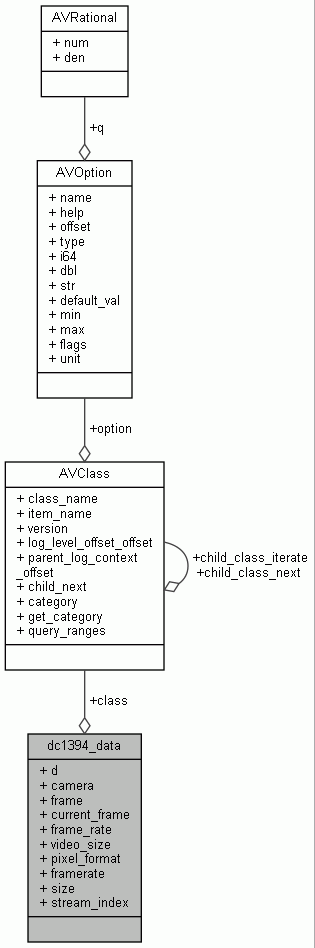 AVRational
+ num
+ den
+q
AVOption
+ name
+ help
+ offset
+ type
+ i64
+ dbl
+ str
+ default_val
+ min
+ max
+ flags
+ unit
+option
AVClass
+ class_name
+ item_name
+ version
+ log_level_offset_offset
+ parent_log_context
_offset
+ child_next
+ category
+ get_category
+ query_ranges
+child_class_iterate
+child_class_next
+class
dc1394_data
+ d
+ camera
+ frame
+ current_frame
+ frame_rate
+ video_size
+ pixel_format
+ framerate
+ size
+ stream_index